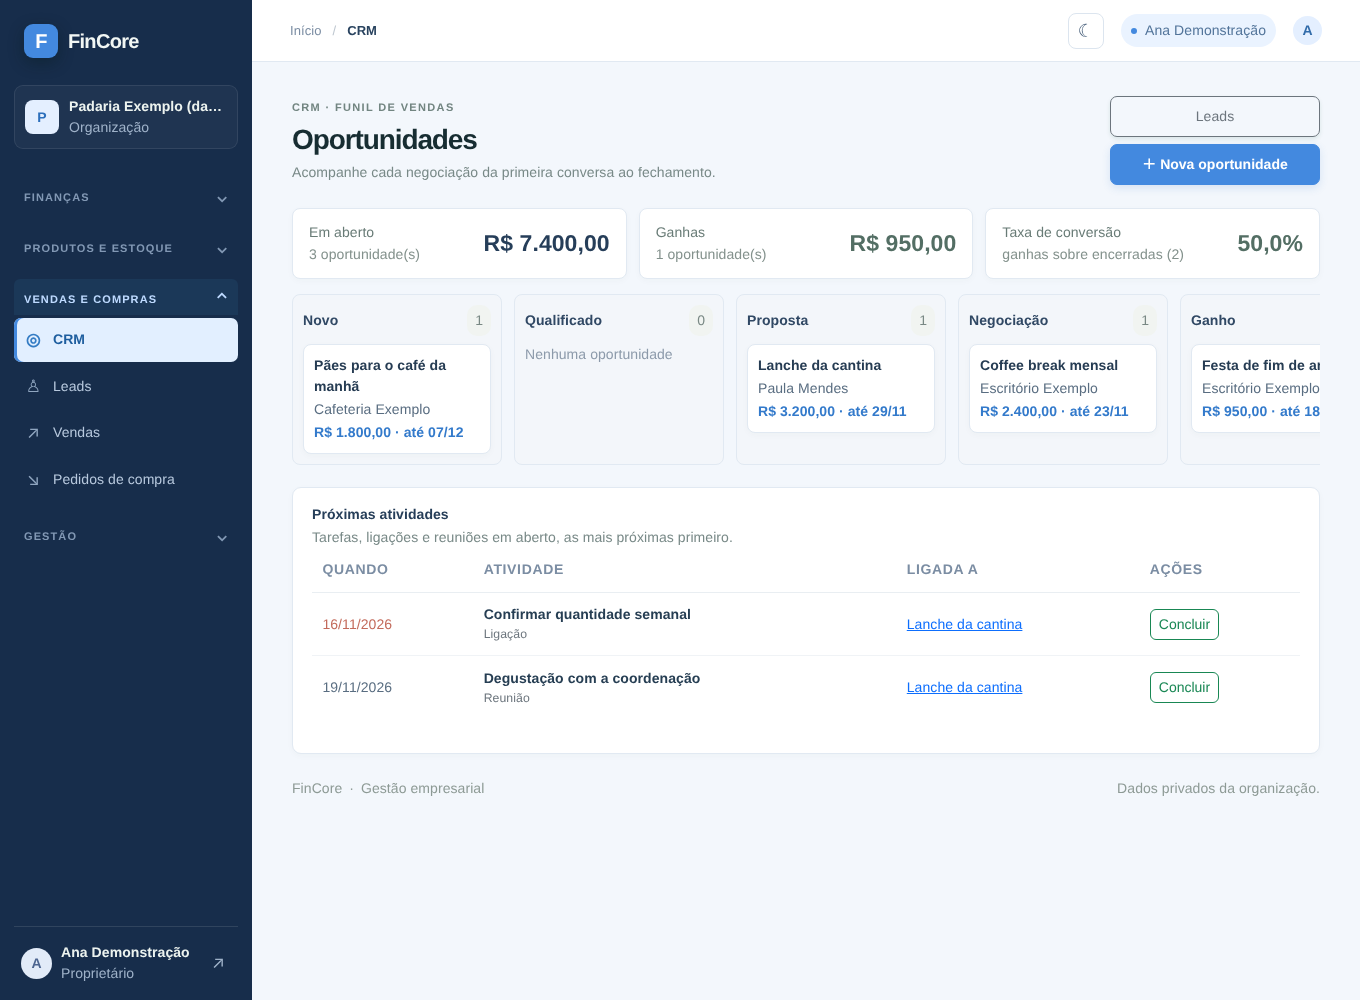 F FinCore
P Padaria Exemplo (da...
Organização
FINANÇAS
PRODUTOS E ESTOQUE
VENDAS E COMPRAS
CRM
Leads
Vendas
Pedidos de compra
GESTÃO
A Ana Demonstração
Proprietário
Início / CRM
Ana Demonstração A
CRM · FUNIL DE VENDAS
Oportunidades
Acompanhe cada negociação da primeira conversa ao fechamento.
Leads
+ Nova oportunidade
Em aberto
3 oportunidade(s)
R$ 7.400,00
Ganhas
1 oportunidade(s)
R$ 950,00
Taxa de conversão
ganhas sobre encerradas (2)
50,0%
Novo 1
Pães para o café da
manhã
Cafeteria Exemplo
R$ 1.800,00 · até 07/12
Qualificado 0
Nenhuma oportunidade
Proposta 1
Lanche da cantina
Paula Mendes
R$ 3.200,00 · até 29/11
Negociação 1
Coffee break mensal
Escritório Exemplo
R$ 2.400,00 · até 23/11
Ganho
Festa de fim de
Escritório Exemplo
R$ 950,00 · até 18
Próximas atividades
Tarefas, ligações e reuniões em aberto, as mais próximas primeiro.
QUANDO ATIVIDADE LIGADA A AÇÕES
16/11/2026 Confirmar quantidade semanal Lanche da cantina Concluir
Ligação
19/11/2026 Degustação com a coordenação Lanche da cantina Concluir
Reunião
FinCore · Gestão empresarial
Dados privados da organização.